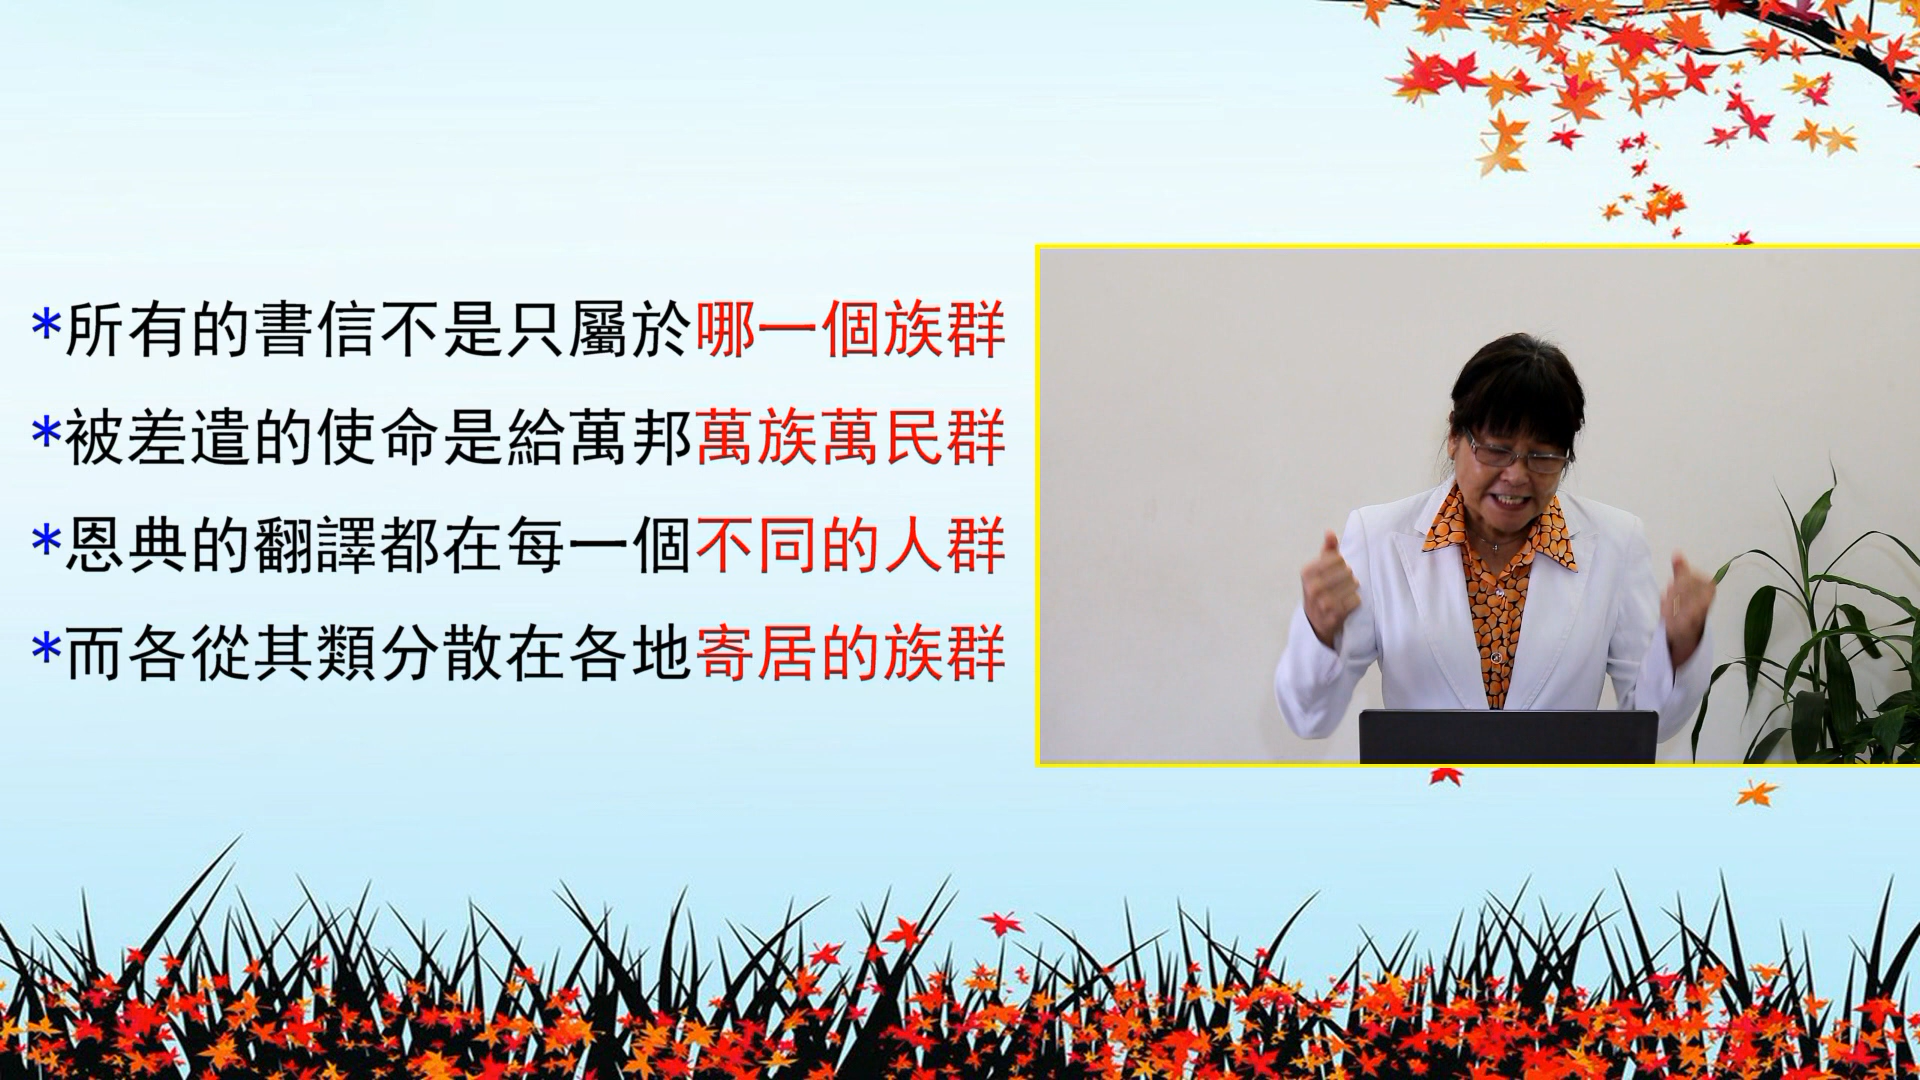 *所有的書信不是只屬於哪一個族群
*被差遣的使命是給萬邦萬族萬民群
*恩典的翻譯都在每一個不同的人群
*而各從其類分散在各地寄居的族群